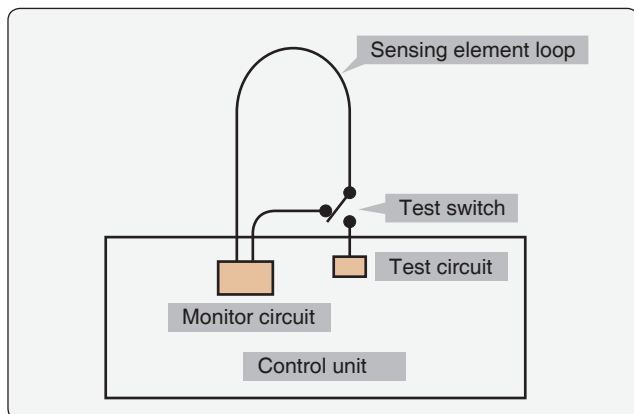 Sensing element loop
Test switch
Test circuit
Monitor circuit
Control unit